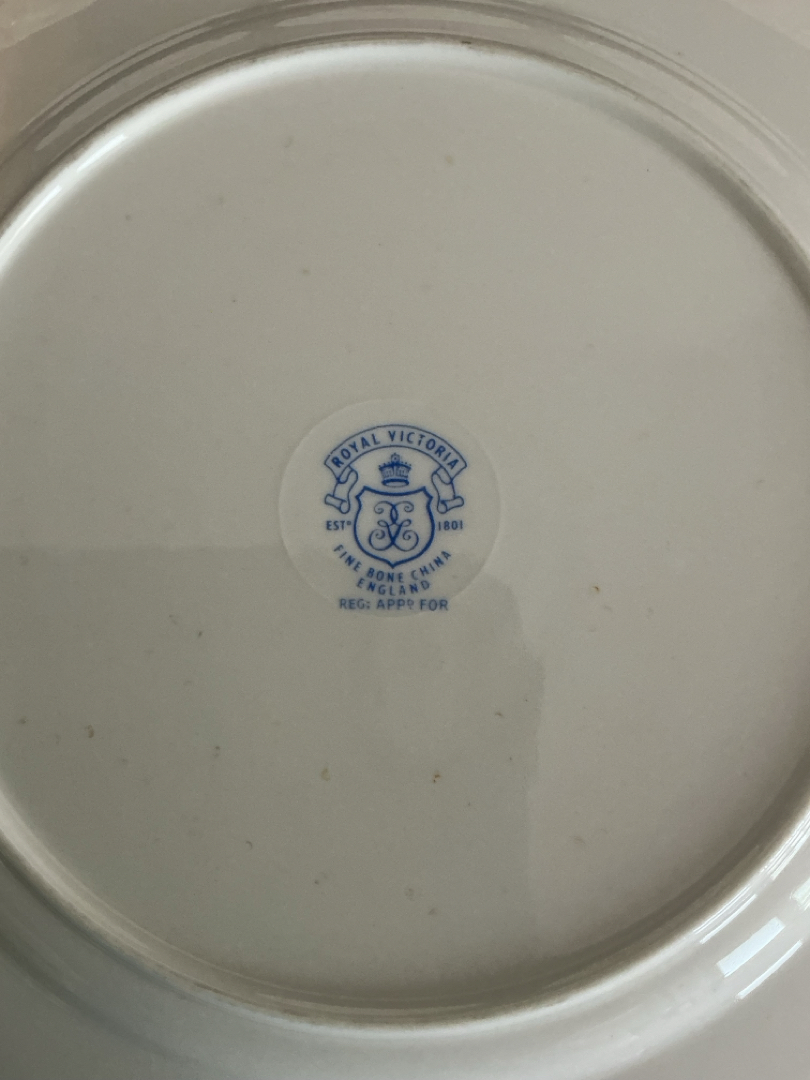 ROYAL VICTORIA
ESTD 1801
FINE BONE CHINA
ENGLAND
REG: APPD FOR